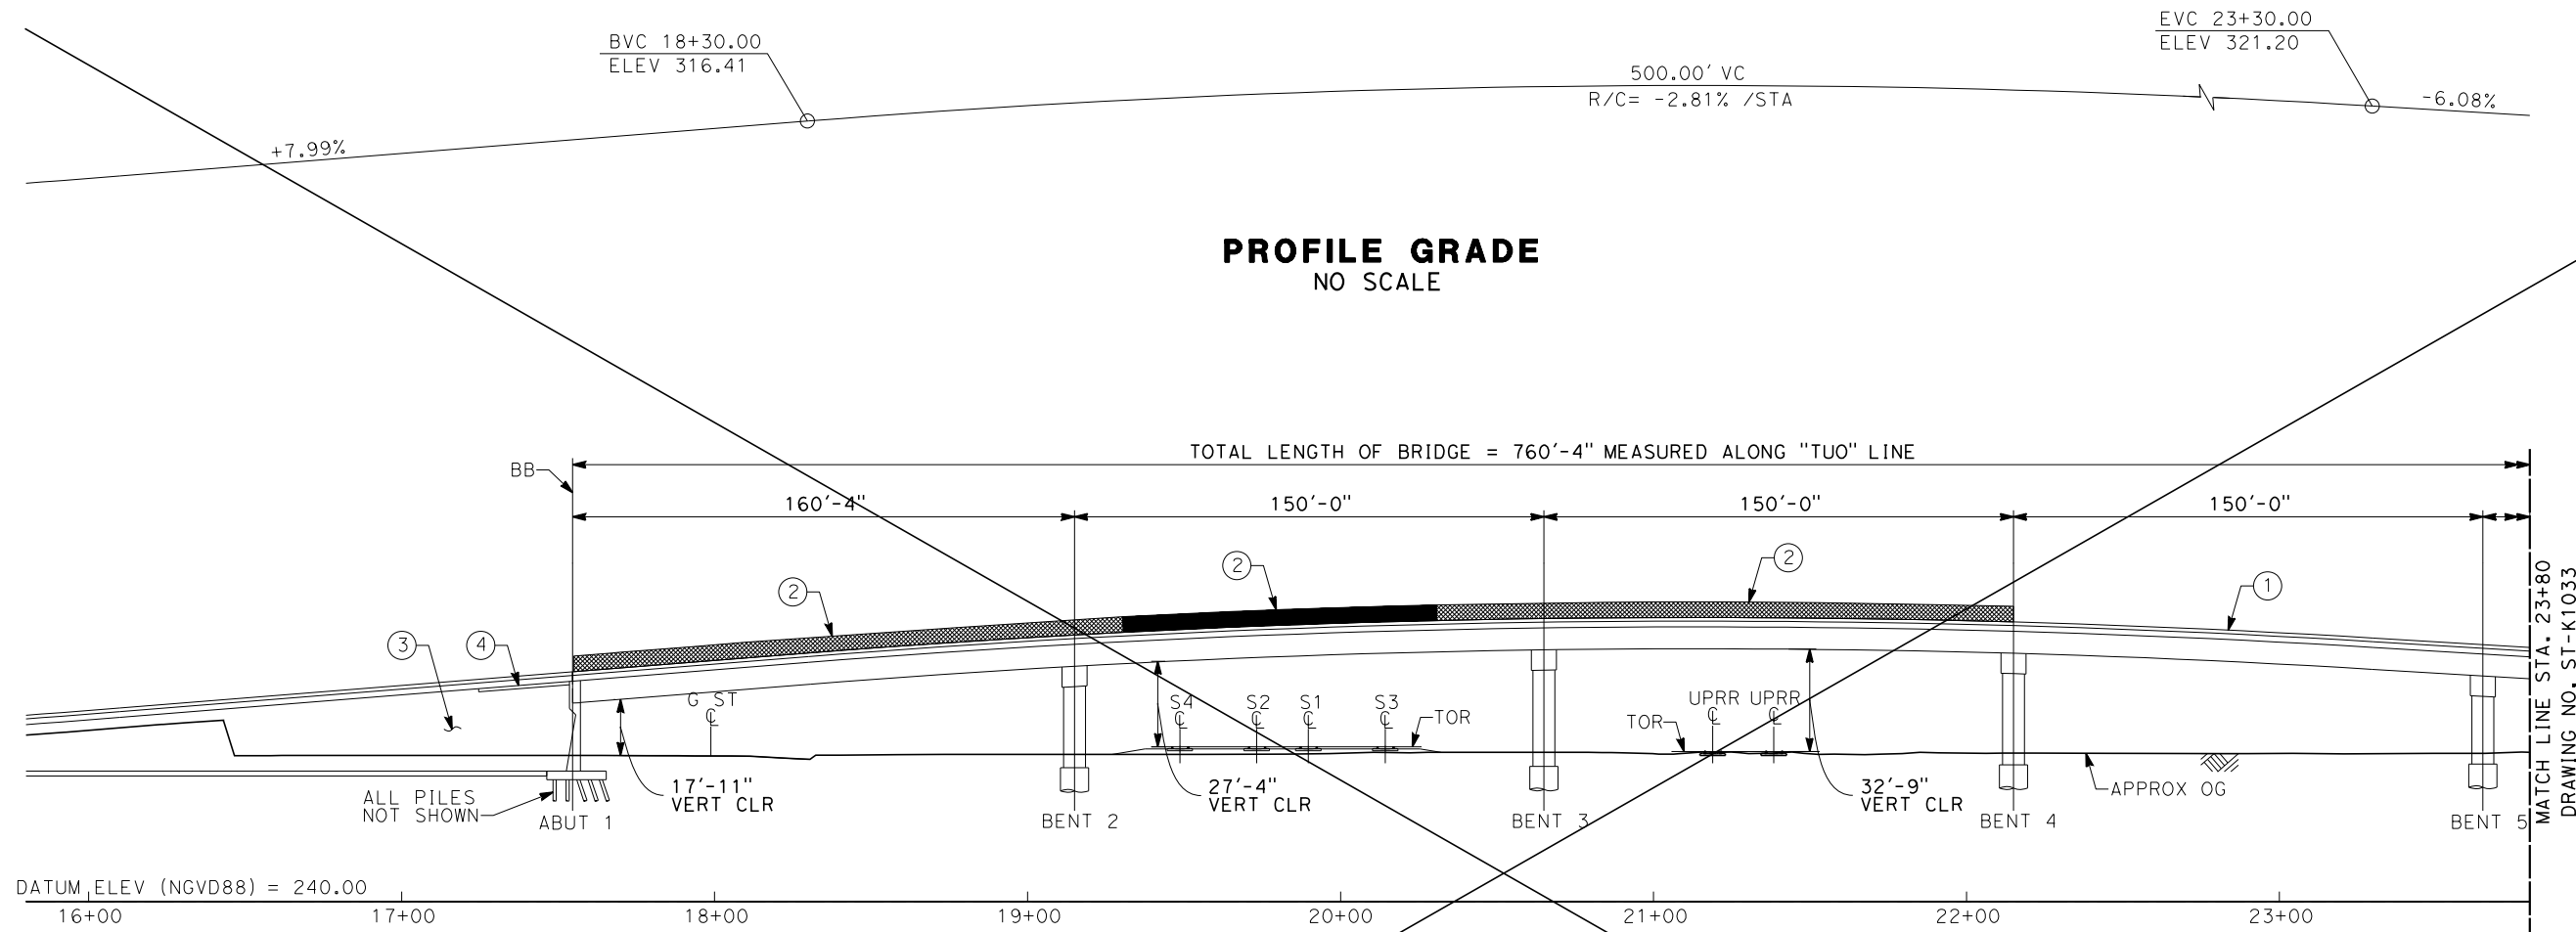 EVC 23+30.00
ELEV 321.20
BVC 18+30.00
ELEV 316.41
500.00' VC
R/C= -2.81% /STA
-6.08%
+7.99%
PROFILE GRADE
NO SCALE
TOTAL LENGTH OF BRIDGE = 760'-4" MEASURED ALONG "TUO" LINE
BB
160'-4"
150'-0"
150'-0"
150'-0"
2
2
2
1
3
4
G ST
℄
S4
℄
S2
℄
S1
℄
S3
℄
TOR
UPRR
℄
UPRR
℄
TOR
17'-11"
VERT CLR
27'-4"
VERT CLR
32'-9"
VERT CLR
APPROX OG
ALL PILES
NOT SHOWN
ABUT 1
BENT 2
BENT 3
BENT 4
BENT 5
MATCH LINE STA. 23+80
DRAWING NO. ST-K1033
DATUM ELEV (NGVD88) = 240.00
16+00
17+00
18+00
19+00
20+00
21+00
22+00
23+00